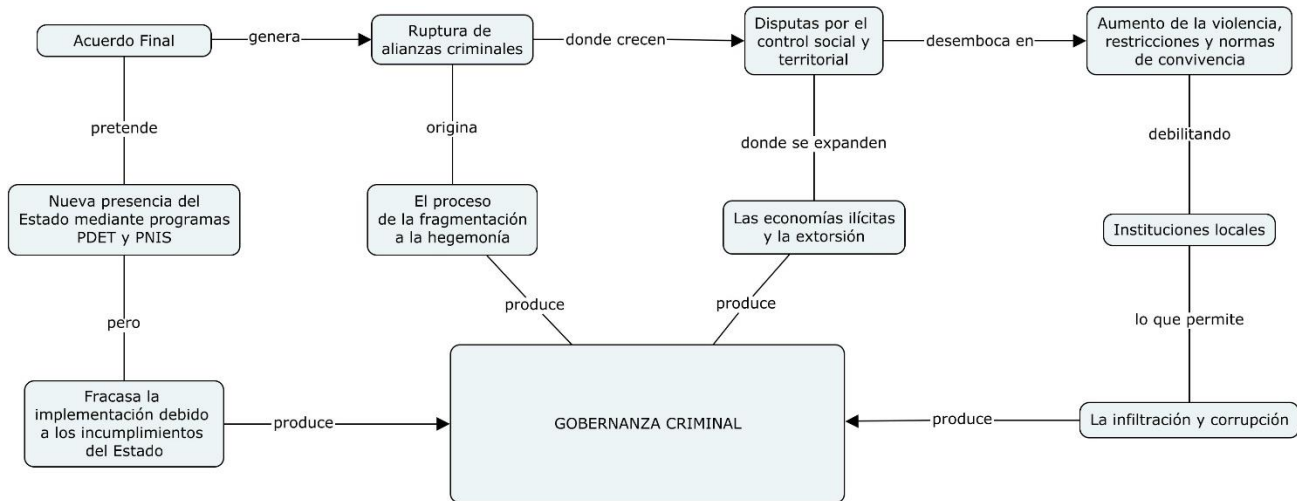 Acuerdo Final
genera
Ruptura de
alianzas criminales
donde crecen
Disputas por el
control social y
territorial
desemboca en
Aumento de la violencia,
restricciones y normas
de convivencia
pretende
origina
donde se expanden
debilitando
Nueva presencia del
Estado mediante programas
PDET y PNIS
El proceso
de la fragmentación
a la hegemonía
Las economías ilícitas
y la extorsión
Instituciones locales
pero
produce
produce
lo que permite
Fracasa la
implementación debido
a los incumplimientos
del Estado
produce
GOBERNANZA CRIMINAL
produce
La infiltración y corrupción